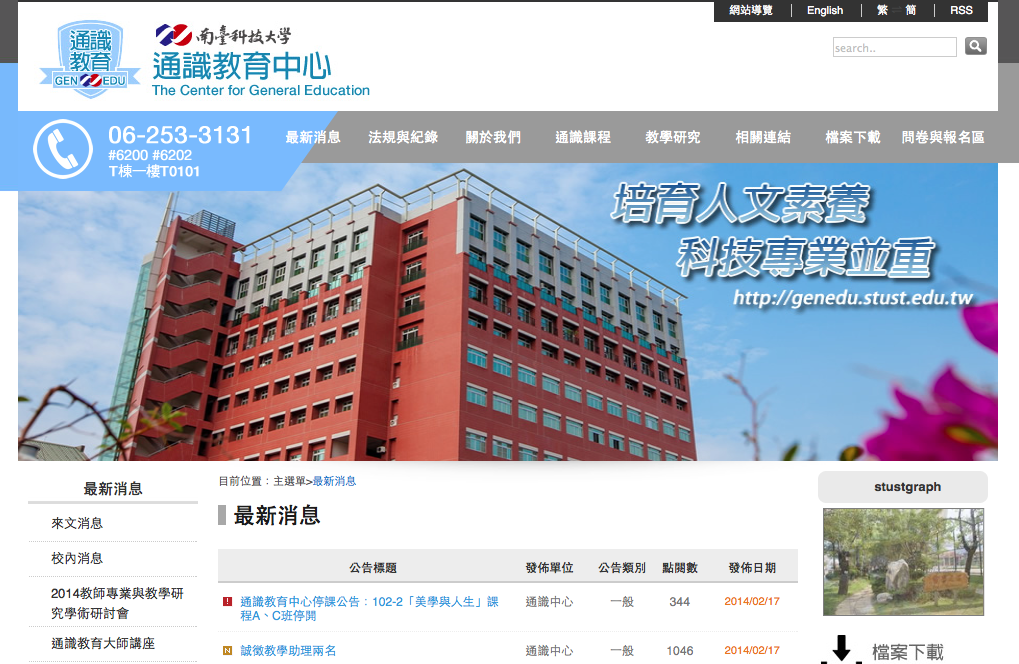 網站導覽 English 繁 簡 RSS
search..
通識
教育
GEN EDU
南臺科技大學
通識教育中心
The Center for General Education
06-253-3131
#6200 #6202
T棟一樓T0101
最新消息 法規與紀錄 關於我們 通識課程 教學研究 相關連結 檔案下載 問卷與報名區
培育人文素養
科技專業並重
http://genedu.stust.edu.tw
最新消息
來文消息
校內消息
2014教師專業與教學研
究學術研討會
通識教育大師講座
目前位置：主選單>最新消息
最新消息
公告標題 發佈單位 公告類別 點閱數 發佈日期
通識教育中心停課公告：102-2「美學與人生」課
程A、C班停開
通識中心 一般 344 2014/02/17
N 誠徵教學助理兩名 通識中心 一般 1046 2014/02/17
stustgraph
檔案下載